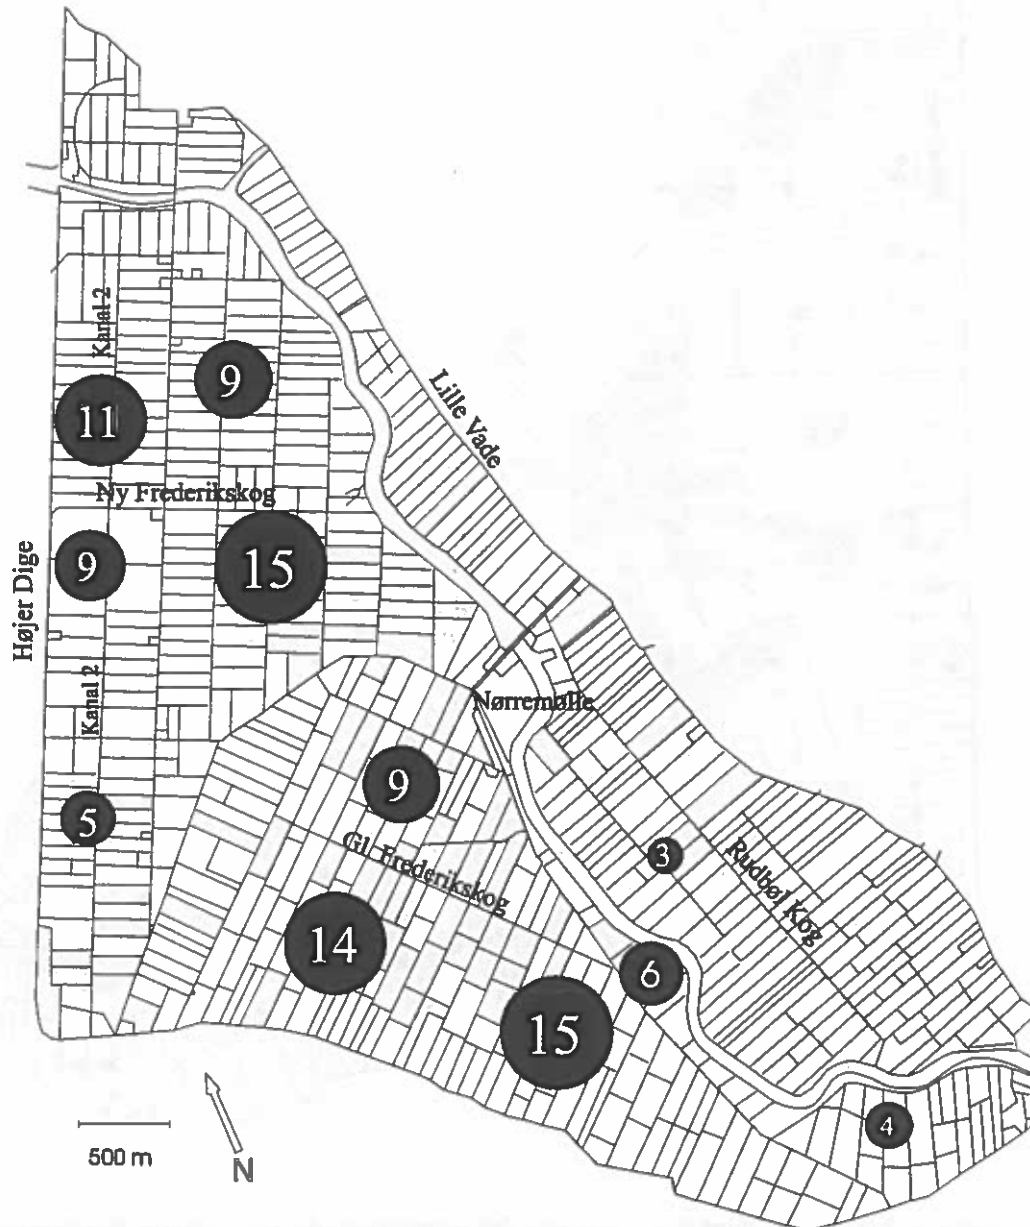 Kanal 2
9
11
Lille Vade
Ny Frederikskog
9
15
Højer Dige
Kanal 2
Nørremølle
9
5
Gl. Frederikskog
3
Rudbøl Kog
14
6
15
4
500 m
N